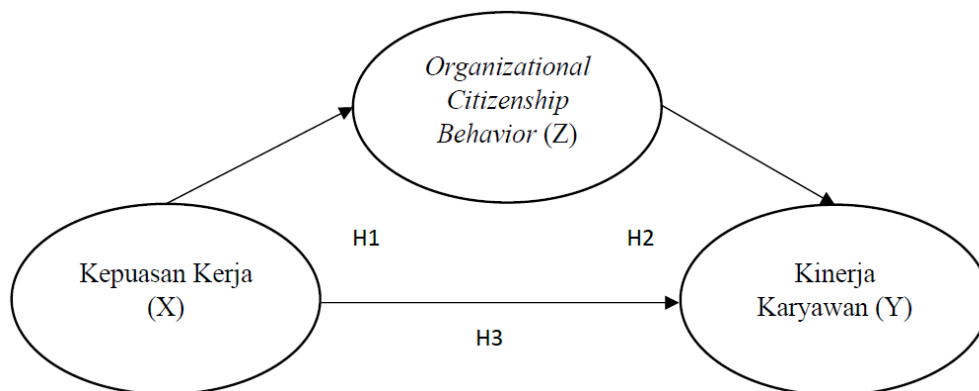 Organizational
Citizenship
Behavior (Z)
H1
H2
Kepuasan Kerja
(X)
Kinerja
Karyawan (Y)
H3